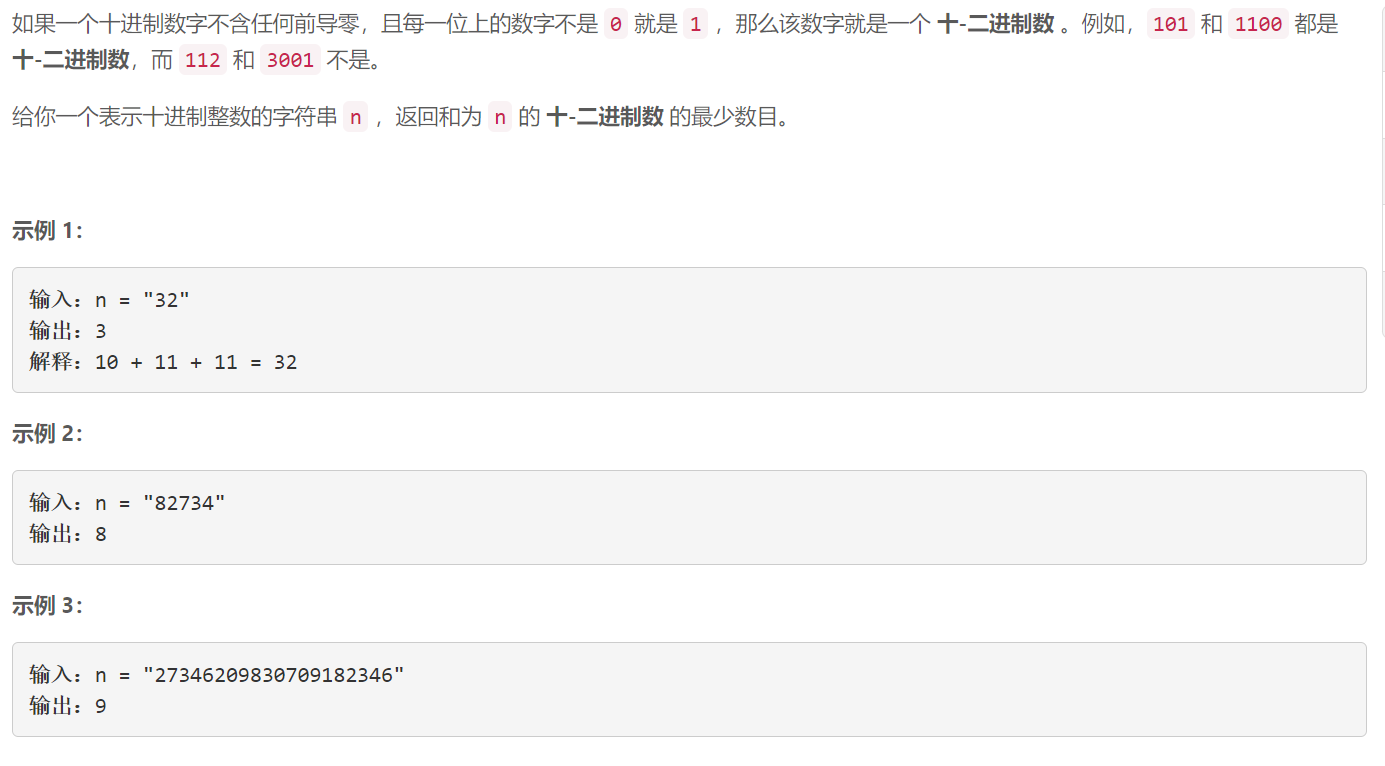 如果一个十进制数字不含任何前导零，且每一位上的数字不是 0 就是 1 ，那么该数字就是一个 十-二进制数 。例如，101 和 1100 都是
十-二进制数，而 112 和 3001 不是。
给你一个表示十进制整数的字符串 n ，返回和为 n 的 十-二进制数 的最少数目。
示例 1：
输入：n = "32"
输出：3
解释：10 + 11 + 11 = 32
示例 2：
输入：n = "82734"
输出：8
示例 3：
输入：n = "27346209830709182346"
输出：9